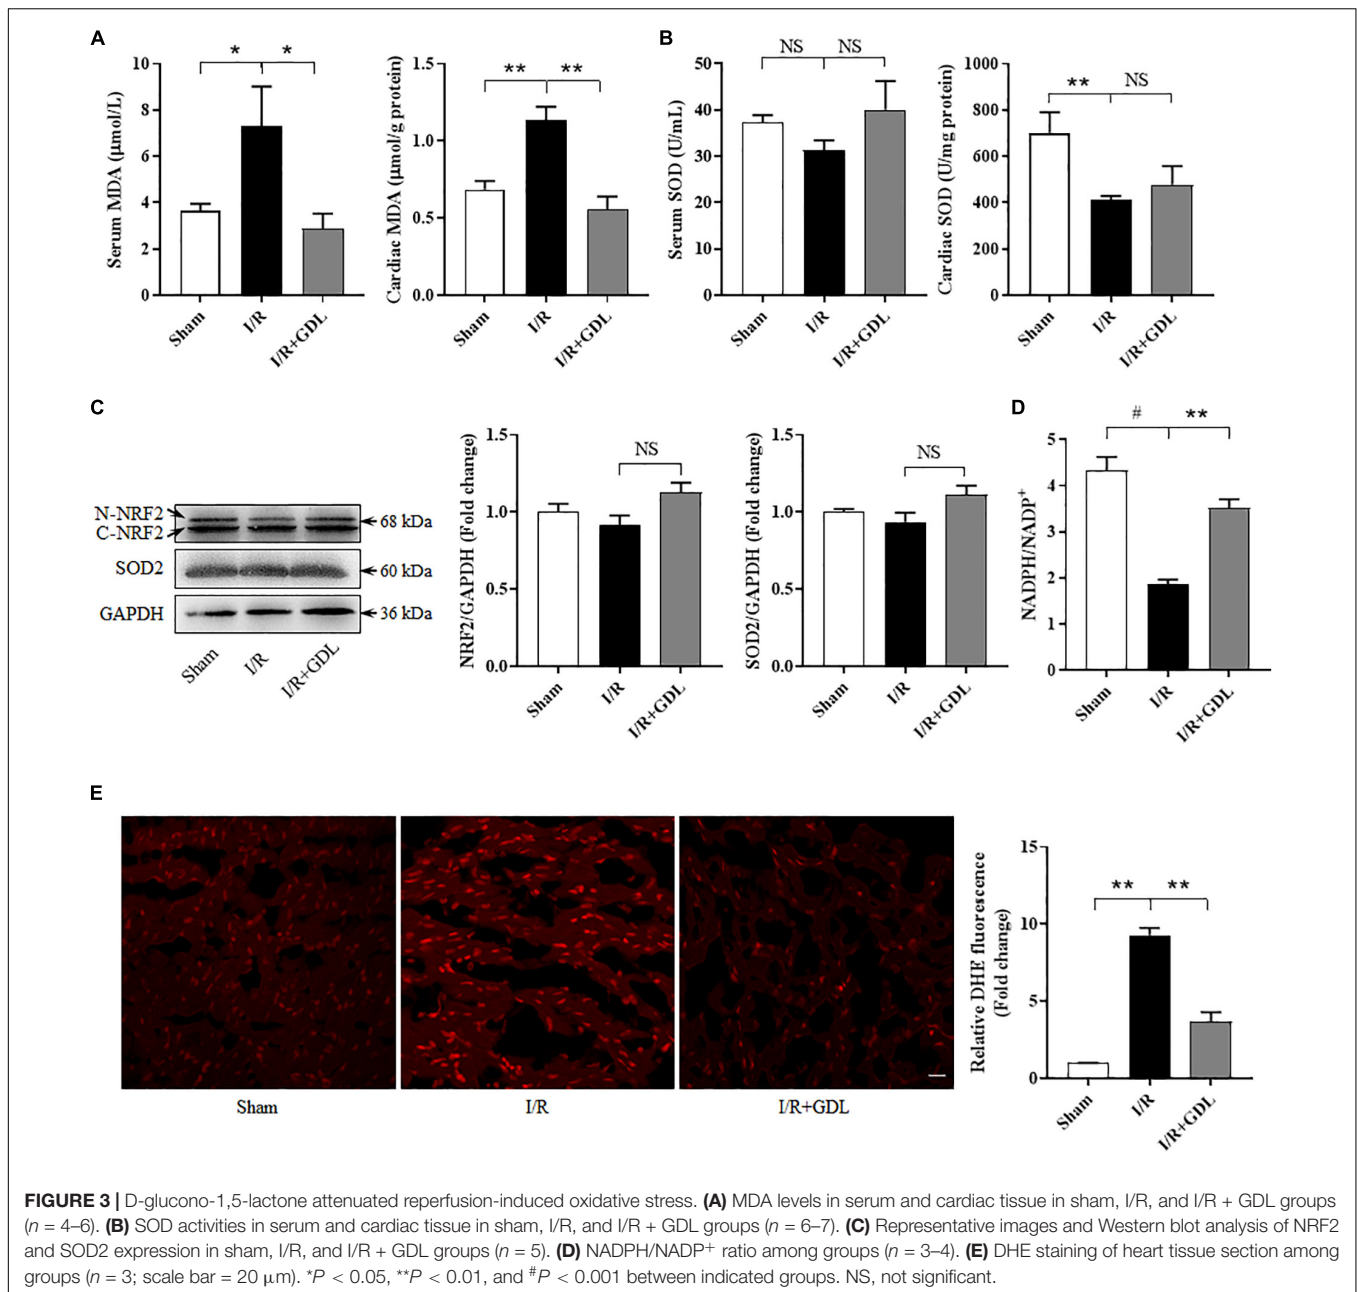 A
Serum MDA (µmol/L)
10
8
6
4
2
0
* *
Sham
I/R
I/R+GDL
Cardiac MDA (µmol/g protein)
1.5
1.0
0.5
0.0
** **
Sham
I/R
I/R+GDL
B
Serum SOD (U/mL)
50
40
30
20
10
0
NS NS
Sham
I/R
I/R+GDL
Cardiac SOD (U/mg protein)
1000
800
600
400
200
0
** NS
Sham
I/R
I/R+GDL
C
N-NRF2
C-NRF2
68 kDa
SOD2
60 kDa
GAPDH
36 kDa
Sham
I/R
I/R+GDL
NRF2/GAPDH (Fold change)
1.5
1.0
0.5
0.0
NS
Sham
I/R
I/R+GDL
SOD2/GAPDH (Fold change)
1.5
1.0
0.5
0.0
NS
Sham
I/R
I/R+GDL
D
NADPH/NADP⁺
5
4
3
2
1
0
# **
Sham
I/R
I/R+GDL
E
Sham
I/R
I/R+GDL
Relative DHE fluorescence
(Fold change)
15
10
5
0
** **
Sham
I/R
I/R+GDL
FIGURE 3 | D-glucono-1,5-lactone attenuated reperfusion-induced oxidative stress. (A) MDA levels in serum and cardiac tissue in sham, I/R, and I/R + GDL groups
(n = 4–6). (B) SOD activities in serum and cardiac tissue in sham, I/R, and I/R + GDL groups (n = 6–7). (C) Representative images and Western blot analysis of NRF2
and SOD2 expression in sham, I/R, and I/R + GDL groups (n = 5). (D) NADPH/NADP⁺ ratio among groups (n = 3–4). (E) DHE staining of heart tissue section among
groups (n = 3; scale bar = 20 µm). *P < 0.05, **P < 0.01, and #P < 0.001 between indicated groups. NS, not significant.